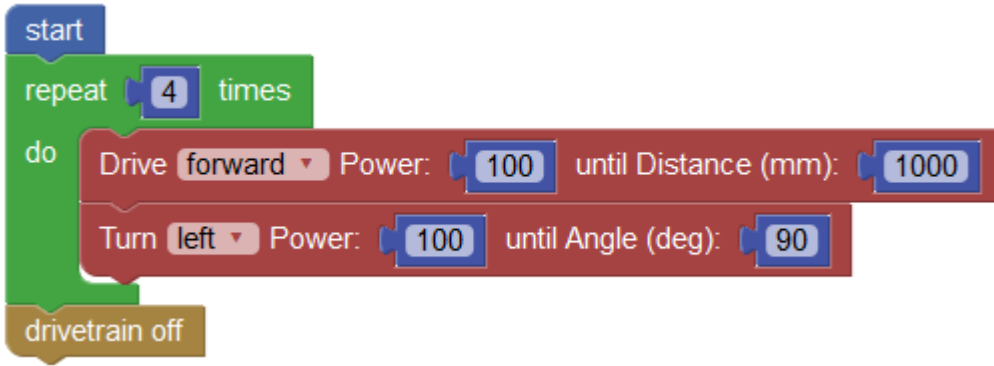 start
repeat 4 times
do
Drive forward Power: 100 until Distance (mm): 1000
Turn left Power: 100 until Angle (deg): 90
drivetrain off